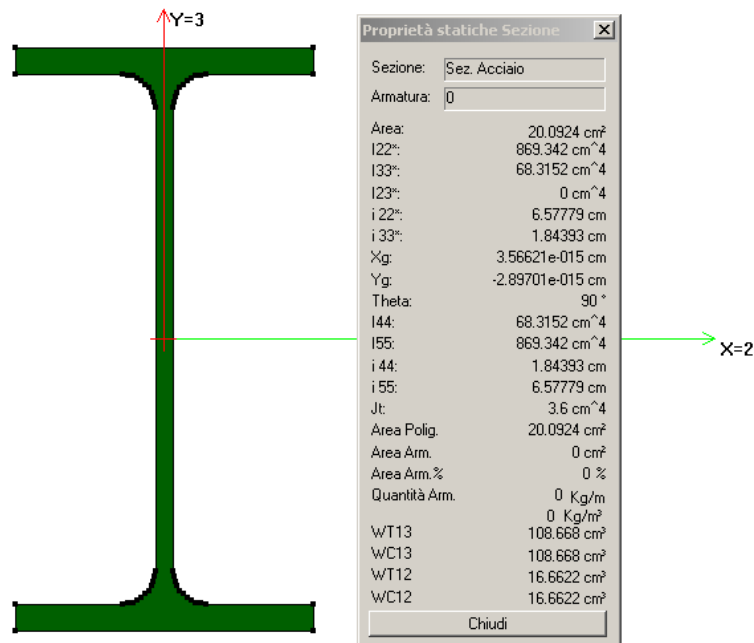 Y=3
X=2
Proprietà statiche Sezione
Sezione: Sez. Acciaio
Armatura: 0
Area: 20.0924 cm²
I22*: 869.342 cm^4
I33*: 68.3152 cm^4
I23*: 0 cm^4
i 22*: 6.57779 cm
i 33*: 1.84393 cm
Xg: 3.56621e-015 cm
Yg: -2.89701e-015 cm
Theta: 90 °
I44: 68.3152 cm^4
I55: 869.342 cm^4
i 44: 1.84393 cm
i 55: 6.57779 cm
Jt: 3.6 cm^4
Area Polig. 20.0924 cm²
Area Arm. 0 cm²
Area Arm.% 0 %
Quantità Arm. 0 Kg/m
0 Kg/m³
WT13 108.668 cm³
WC13 108.668 cm³
WT12 16.6622 cm³
WC12 16.6622 cm³
Chiudi